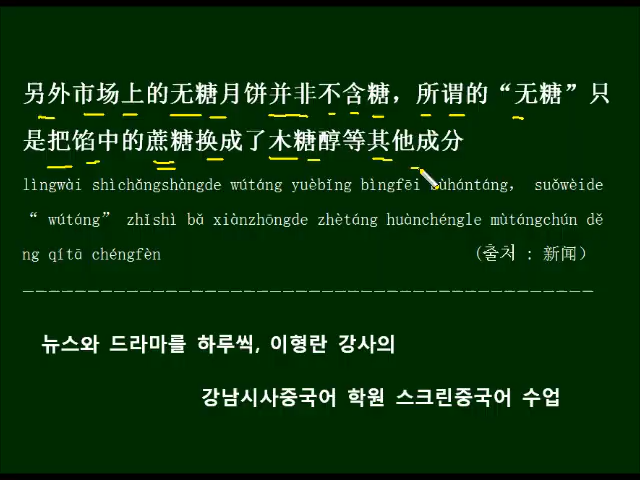 另外市场上的无糖月饼并非不含糖，所谓的“无糖”只
是把馅中的蔗糖换成了木糖醇等其他成分
lìngwài shìchǎngshàngde wútáng yuèbǐng bìngfēi bùhántáng， suǒwèide
“ wútáng” zhǐshì bǎ xiànzhōngde zhètáng huànchéngle mùtángchún dě
ng qítā chéngfèn (출처 : 新闻）
뉴스와 드라마를 하루씩, 이형란 강사의
강남시사중국어 학원 스크린중국어 수업